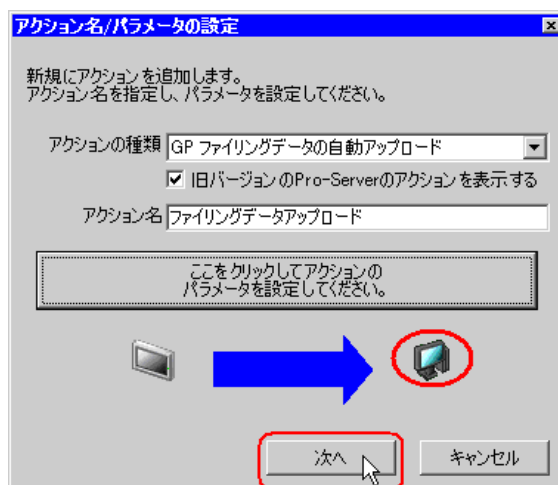 アクション名/パラメータの設定
新規にアクションを追加します。
アクション名を指定し、パラメータを設定してください。
アクションの種類 GP ファイリングデータの自動アップロード
旧バージョンのPro-Serverのアクションを表示する
アクション名 ファイリングデータアップロード
ここをクリックしてアクションの
パラメータを設定してください。
次へ キャンセル